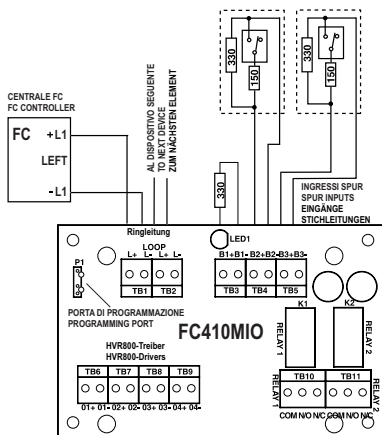 330
150
330
150
CENTRALE FC
FC CONTROLLER
FC
+L1
LEFT
-L1
AL DISPOSITIVO SEGUENTE
TO NEXT DEVICE
ZUM NÄCHSTEN ELEMENT
330
INGRESSI SPUR
SPUR INPUTS
EINGÄNGE
STICHLEITUNGEN
Ringleitung
LOOP
L+ L- L+ L-
TB1 TB2
LED1
B1+B1- B2+B2-B3+B3-
TB3 TB4 TB5
P1
PORTA DI PROGRAMMAZIONE
PROGRAMMING PORT
FC410MIO
K1
K2
RELAY 1
RELAY 2
HVR800-Treiber
HVR800-Drivers
TB6 TB7 TB8 TB9
01+ 01- 02+ 02- 03+ 03- 04+ 04-
RELAY 1
TB10 TB11
RELAY 2
COM N/O N/C COM N/O N/C